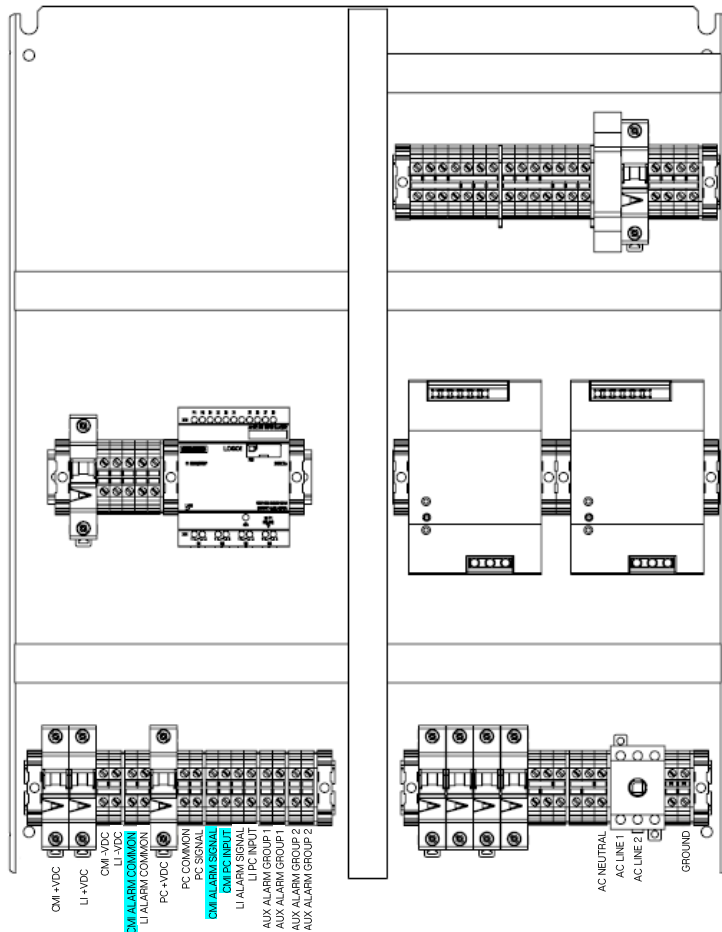 CMI +VDC
LI +VDC
CMI -VDC
LI -VDC
CMI ALARM COMMON
LI ALARM COMMON
PC +VDC
PC COMMON
PC SIGNAL
CMI ALARM SIGNAL
CMI PC INPUT
LI ALARM SIGNAL
LI PC INPUT
AUX ALARM GROUP 1
AUX ALARM GROUP 1
AUX ALARM GROUP 2
AUX ALARM GROUP 2
AC NEUTRAL
AC LINE 1
AC LINE 2
GROUND